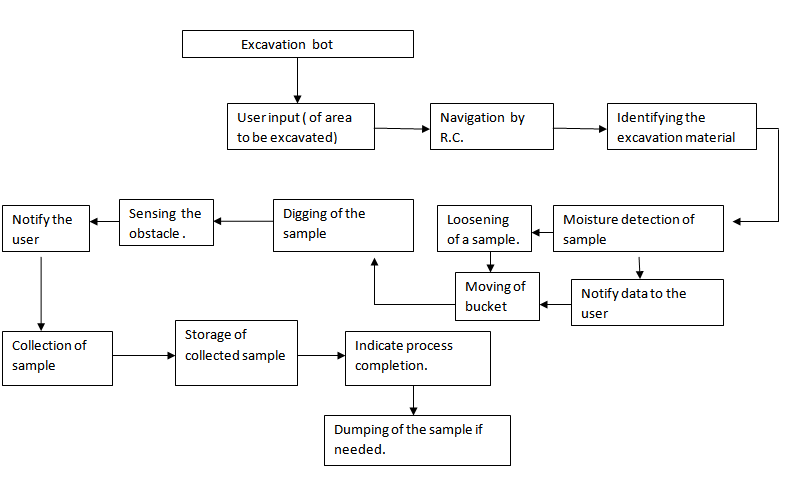 Excavation bot
User input ( of area
to be excavated)
Navigation by
R.C.
Identifying the
excavation material
Notify the
user
Sensing the
obstacle .
Digging of the
sample
Loosening
of a sample.
Moisture detection of
sample
Moving of
bucket
Notify data to the
user
Collection of
sample
Storage of
collected sample
Indicate process
completion.
Dumping of the sample if
needed.